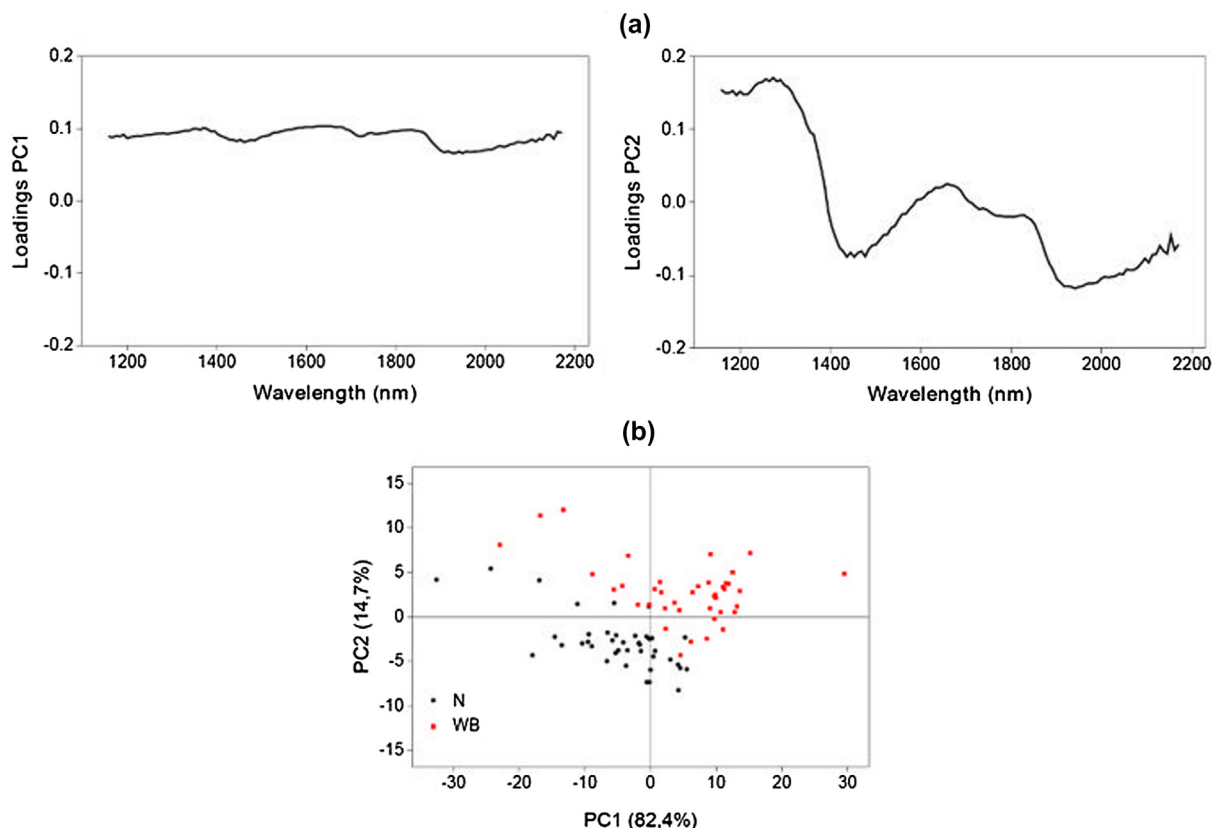 (a)
0.2
0.1
0.0
-0.1
-0.2
Loadings PC1
1200 1400 1600 1800 2000 2200
Wavelength (nm)
0.2
0.1
0.0
-0.1
-0.2
Loadings PC2
1200 1400 1600 1800 2000 2200
Wavelength (nm)
(b)
15
10
5
0
-5
-10
-15
PC2 (14,7%)
N
WB
-30 -20 -10 0 10 20 30
PC1 (82,4%)